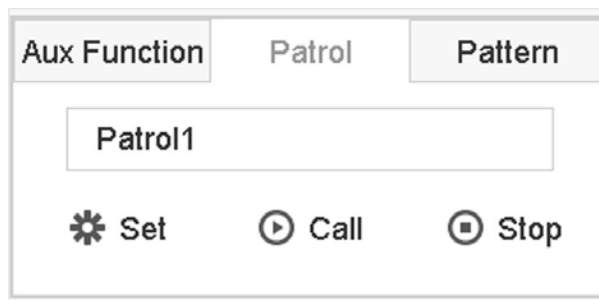 Aux Function Patrol Pattern
Patrol1
Set Call Stop